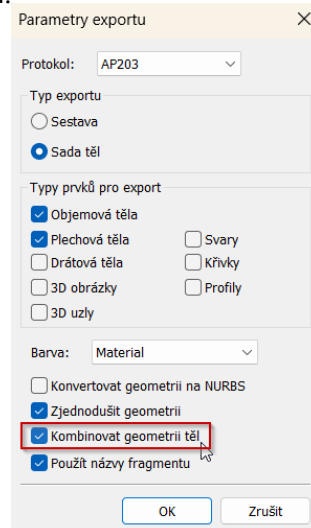 Parametry exportu
Protokol: AP203
Typ exportu
Sestava
Sada těl
Typy prvků pro export
Objemová těla
Plechová těla Svary
Drátová těla Křivky
3D obrázky Profily
3D uzly
Barva: Material
Konvertovat geometrii na NURBS
Zjednodušit geometrii
Kombinovat geometrii těl
Použít názvy fragmentu
OK Zrušit